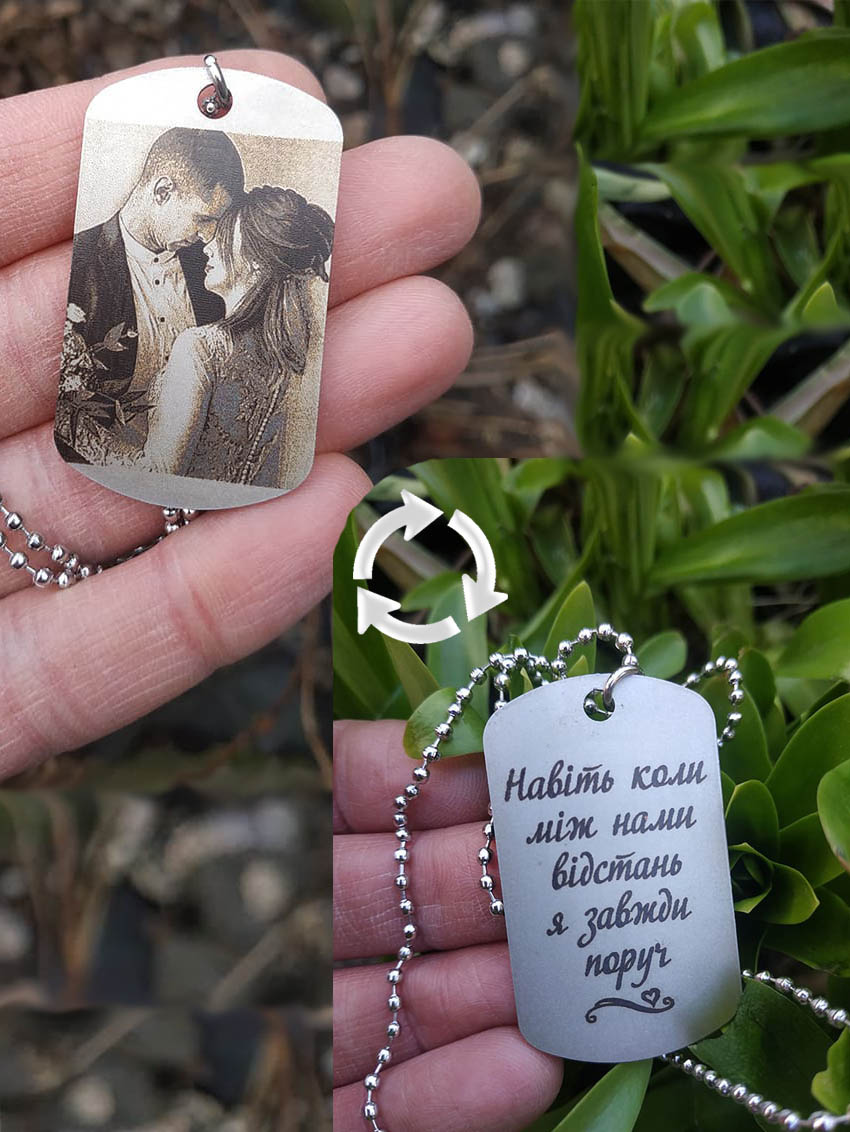 Навіть коли
між нами
відстань
я завжди
поруч